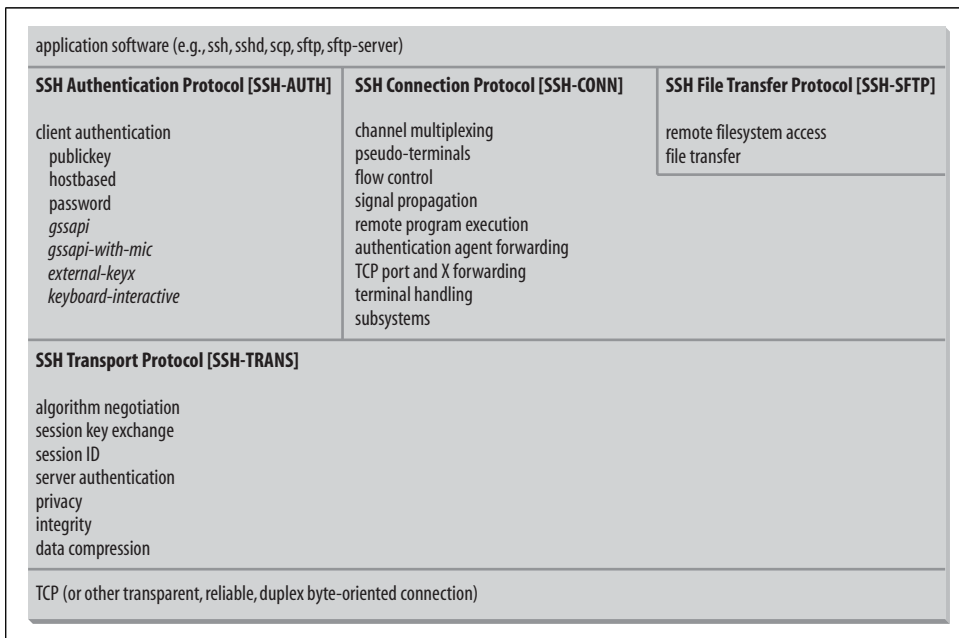 application software (e.g., ssh, sshd, scp, sftp, sftp-server)
SSH Authentication Protocol [SSH-AUTH]
client authentication
publickey
hostbased
password
gssapi
gssapi-with-mic
external-keyx
keyboard-interactive
SSH Connection Protocol [SSH-CONN]
channel multiplexing
pseudo-terminals
flow control
signal propagation
remote program execution
authentication agent forwarding
TCP port and X forwarding
terminal handling
subsystems
SSH File Transfer Protocol [SSH-SFTP]
remote filesystem access
file transfer
SSH Transport Protocol [SSH-TRANS]
algorithm negotiation
session key exchange
session ID
server authentication
privacy
integrity
data compression
TCP (or other transparent, reliable, duplex byte-oriented connection)